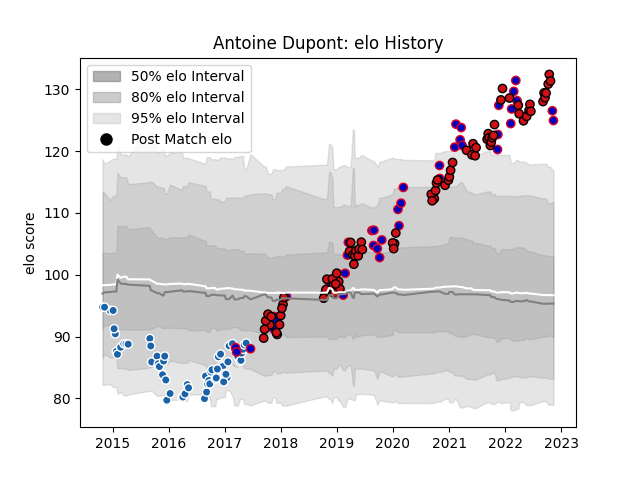 Antoine Dupont: elo History
50% elo Interval
80% elo Interval
95% elo Interval
Post Match elo
elo score
130
120
110
100
90
80
2015 2016 2017 2018 2019 2020 2021 2022 2023